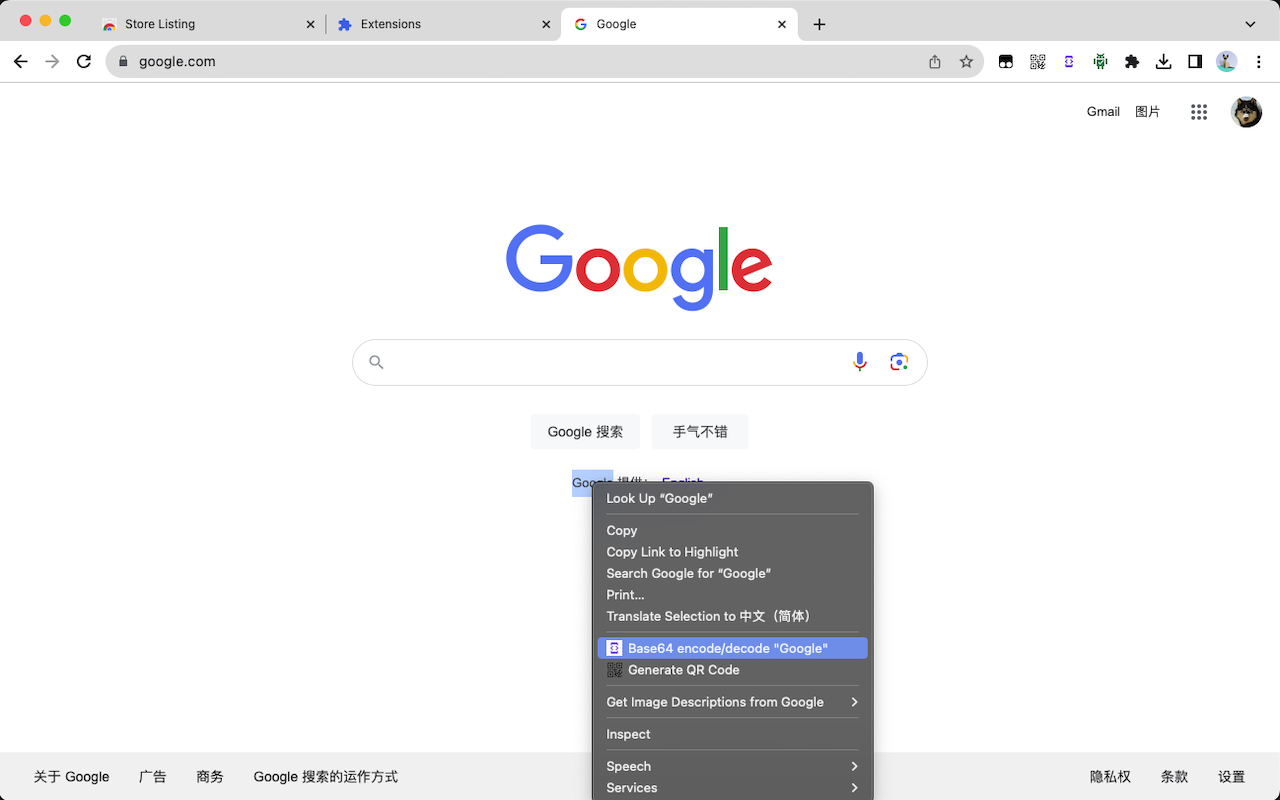 Store Listing
Extensions
Google
google.com
Gmail 图片
Google
Google 搜索 手气不错
Google 提供： English
Look Up “Google”
Copy
Copy Link to Highlight
Search Google for “Google”
Print...
Translate Selection to 中文（简体）
Base64 encode/decode "Google"
Generate QR Code
Get Image Descriptions from Google
Inspect
Speech
Services
关于 Google 广告 商务 Google 搜索的运作方式 隐私权 条款 设置